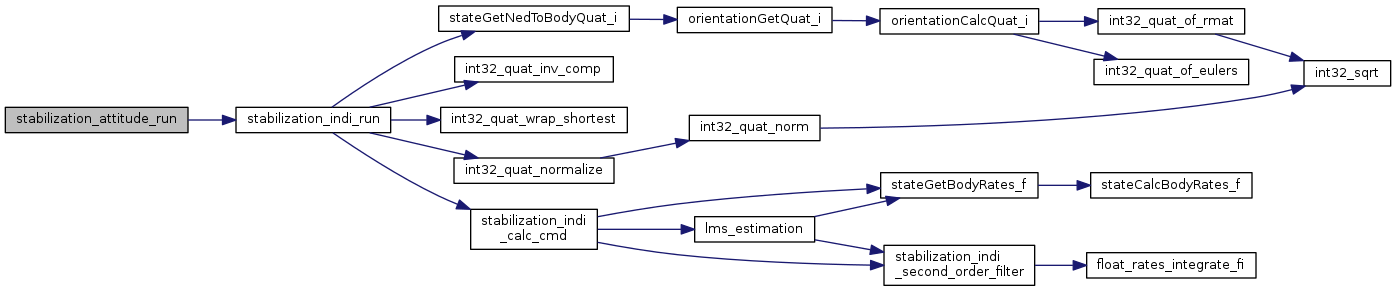 stabilization_attitude_run
stabilization_indi_run
stateGetNedToBodyQuat_i
orientationGetQuat_i
orientationCalcQuat_i
int32_quat_of_rmat
int32_quat_of_eulers
int32_sqrt
int32_quat_inv_comp
int32_quat_wrap_shortest
int32_quat_normalize
int32_quat_norm
stabilization_indi
_calc_cmd
lms_estimation
stateGetBodyRates_f
stateCalcBodyRates_f
stabilization_indi
_second_order_filter
float_rates_integrate_fi